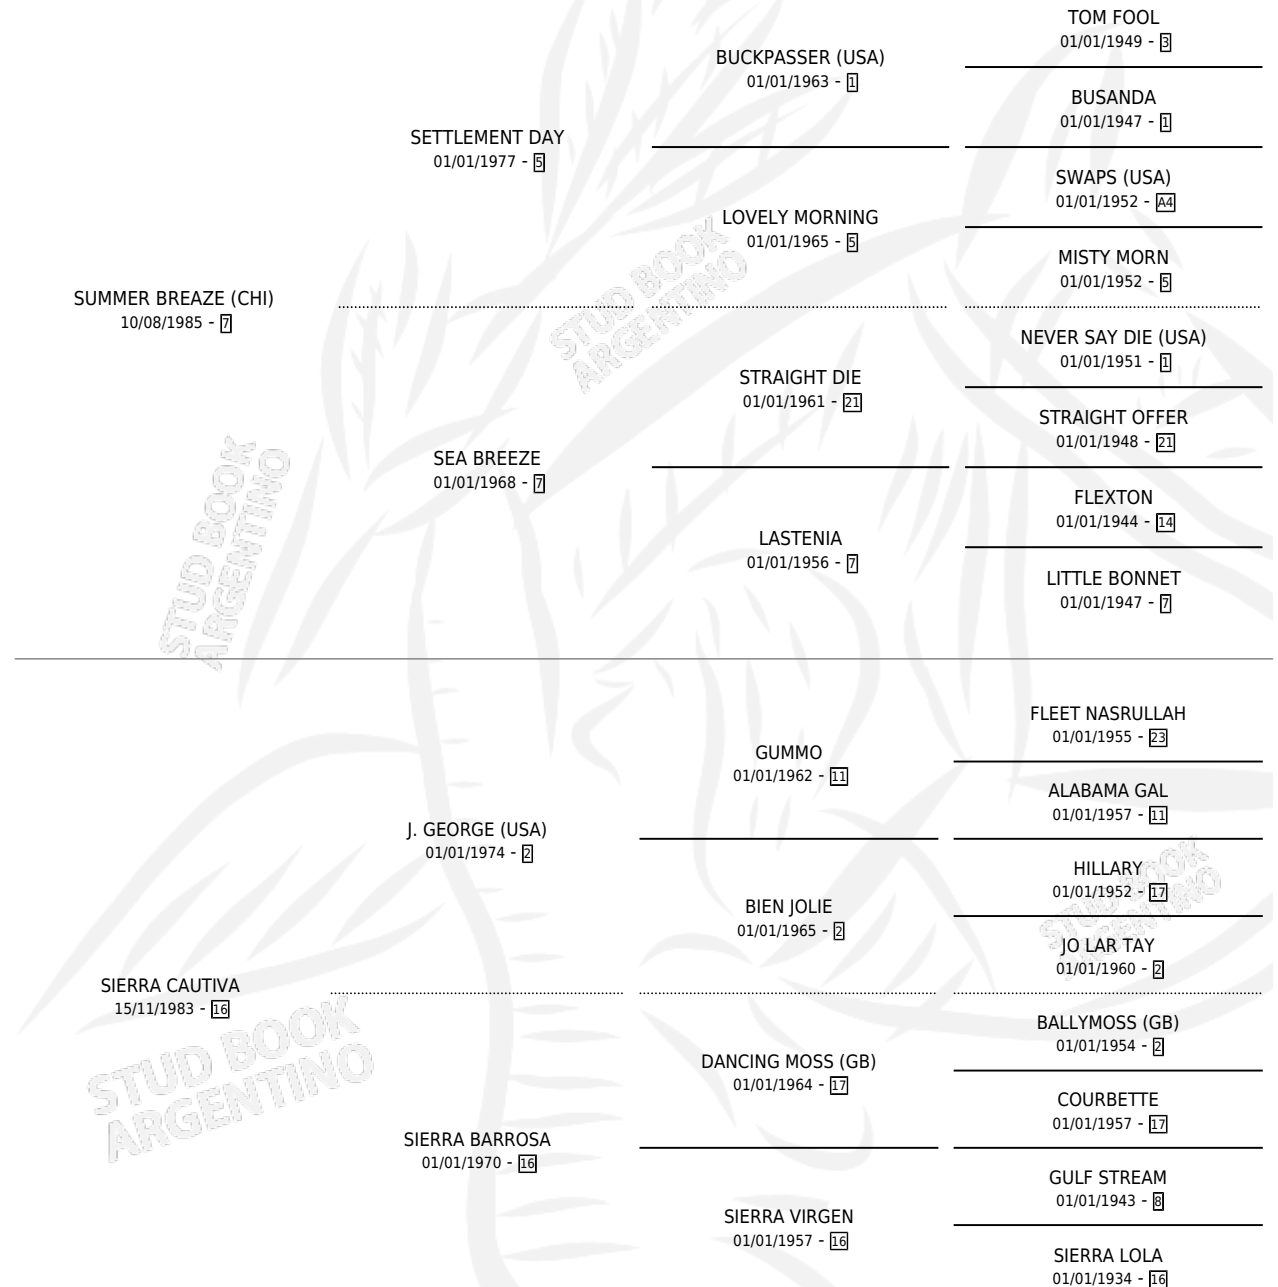 TOM FOOL
01/01/1949 - 3
BUCKPASSER (USA)
01/01/1963 - 1
BUSANDA
01/01/1947 - 1
SETTLEMENT DAY
01/01/1977 - 5
SWAPS (USA)
01/01/1952 - A4
LOVELY MORNING
01/01/1965 - 5
MISTY MORN
01/01/1952 - 5
SUMMER BREAZE (CHI)
10/08/1985 - 7
NEVER SAY DIE (USA)
01/01/1951 - 1
STRAIGHT DIE
01/01/1961 - 21
STRAIGHT OFFER
01/01/1948 - 21
SEA BREEZE
01/01/1968 - 7
FLEXTON
01/01/1944 - 14
LASTENIA
01/01/1956 - 7
LITTLE BONNET
01/01/1947 - 7
STUD BOOK
ARGENTINO
STUD BOOK
ARGENTINO
FLEET NASRULLAH
01/01/1955 - 23
GUMMO
01/01/1962 - 11
ALABAMA GAL
01/01/1957 - 11
J. GEORGE (USA)
01/01/1974 - 2
HILLARY
01/01/1952 - 17
BIEN JOLIE
01/01/1965 - 2
JO LAR TAY
01/01/1960 - 2
SIERRA CAUTIVA
15/11/1983 - 16
BALLYMOSS (GB)
01/01/1954 - 2
DANCING MOSS (GB)
01/01/1964 - 17
COURBETTE
01/01/1957 - 17
SIERRA BARROSA
01/01/1970 - 16
GULF STREAM
01/01/1943 - 8
SIERRA VIRGEN
01/01/1957 - 16
SIERRA LOLA
01/01/1934 - 16
STUD BOOK
ARGENTINO
STUD BOOK
ARGENTINO